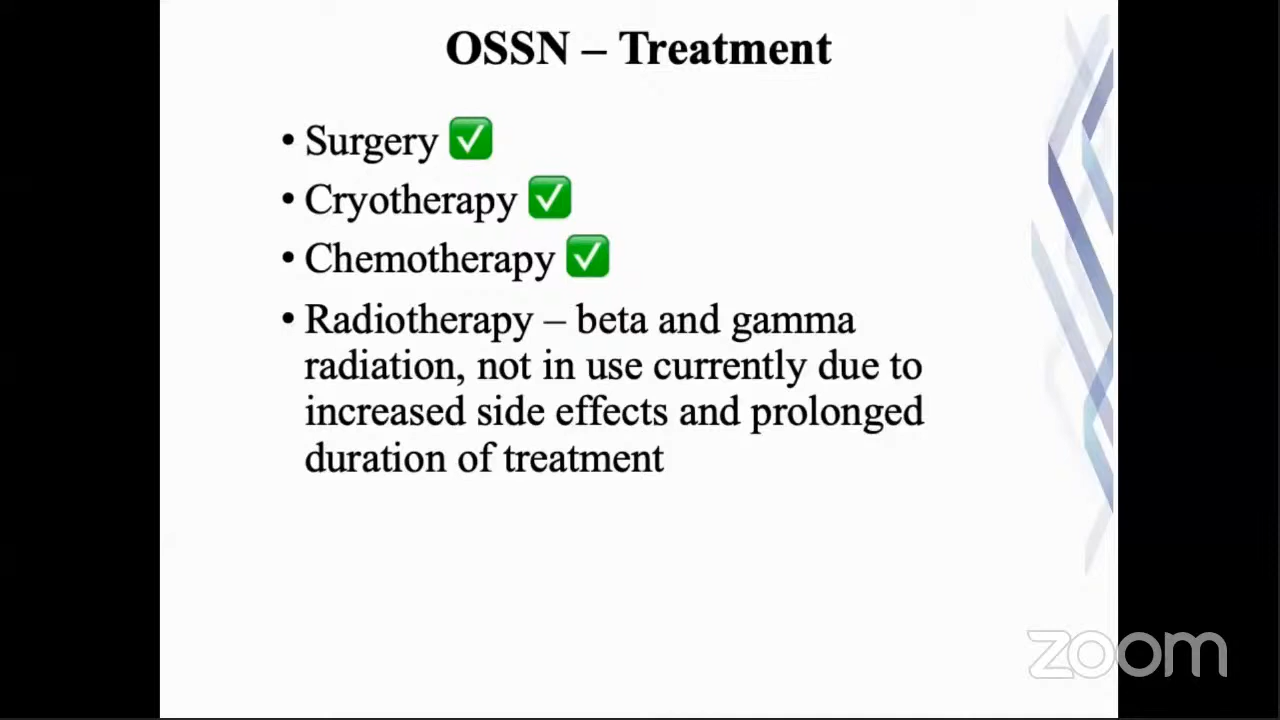 OSSN – Treatment
• Surgery ✅
• Cryotherapy ✅
• Chemotherapy ✅
• Radiotherapy – beta and gamma
radiation, not in use currently due to
increased side effects and prolonged
duration of treatment
zoom